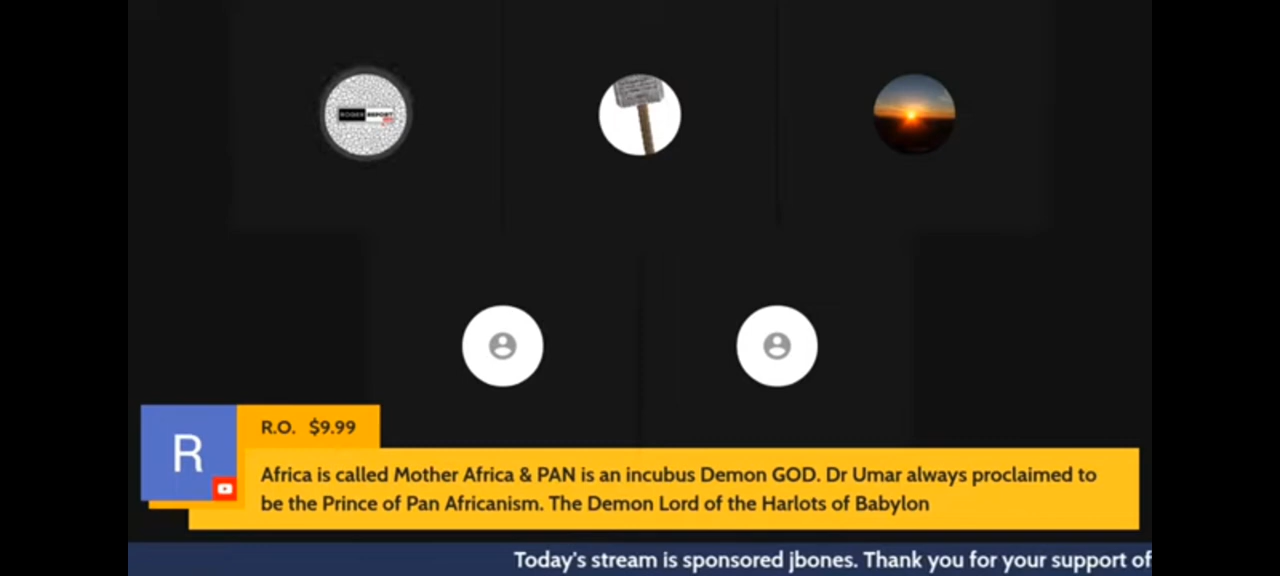 ROGER REPORT
R
R.O. $9.99
Africa is called Mother Africa & PAN is an incubus Demon GOD. Dr Umar always proclaimed to
be the Prince of Pan Africanism. The Demon Lord of the Harlots of Babylon
Today's stream is sponsored jbones. Thank you for your support of